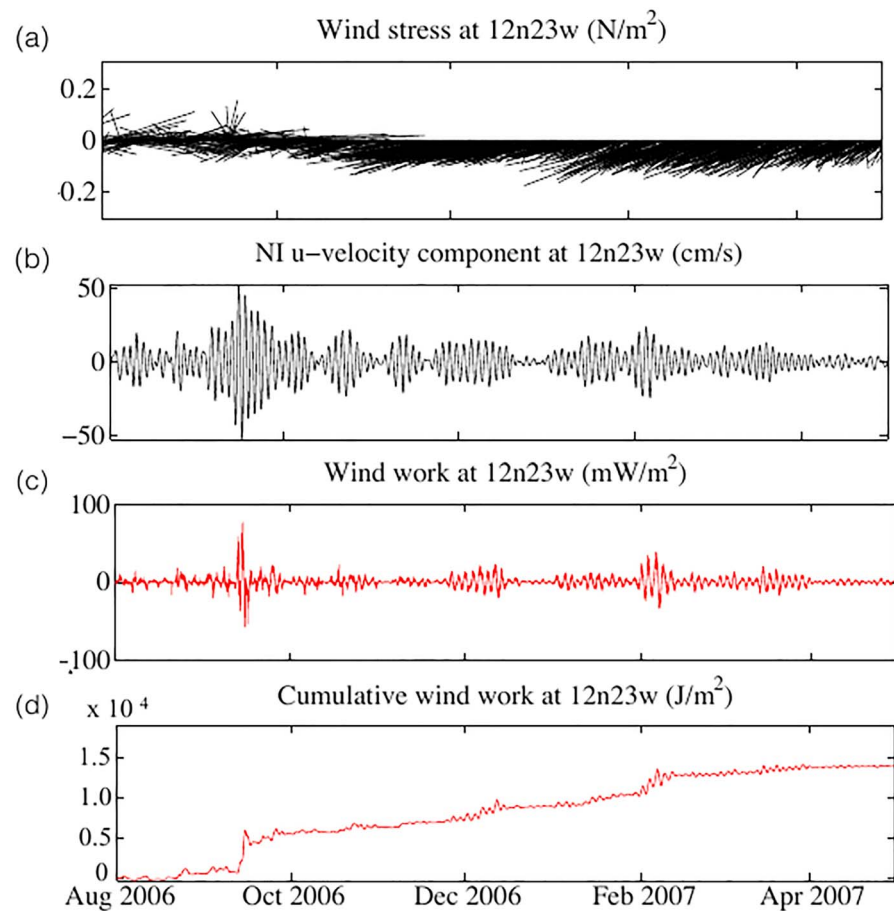 (a)
Wind stress at 12n23w (N/m²)
0.2
0
0.2
(b)
NI u−velocity component at 12n23w (cm/s)
50
0
−50
(c)
Wind work at 12n23w (mW/m²)
100
0
-100
(d)
Cumulative wind work at 12n23w (J/m²)
x 10 ⁴
1.5
1.0
0.5
0
Aug 2006 Oct 2006 Dec 2006 Feb 2007 Apr 2007